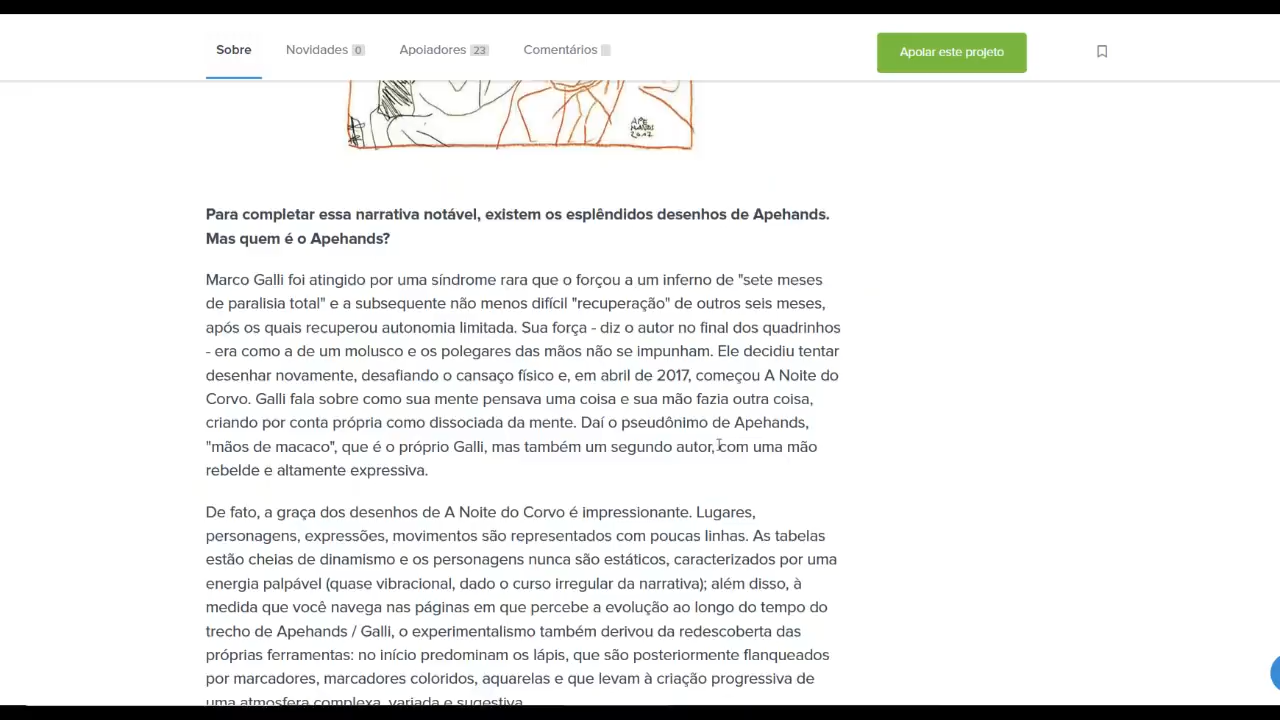 Sobre Novidades 0 Apoiadores 23 Comentários Apoiar este projeto
APE
HANDS
2017
Para completar essa narrativa notável, existem os esplêndidos desenhos de Apehands.
Mas quem é o Apehands?
Marco Galli foi atingido por uma síndrome rara que o forçou a um inferno de "sete meses
de paralisia total" e a subsequente não menos difícil "recuperação" de outros seis meses,
após os quais recuperou autonomia limitada. Sua força - diz o autor no final dos quadrinhos
- era como a de um molusco e os polegares das mãos não se impunham. Ele decidiu tentar
desenhar novamente, desafiando o cansaço físico e, em abril de 2017, começou A Noite do
Corvo. Galli fala sobre como sua mente pensava uma coisa e sua mão fazia outra coisa,
criando por conta própria como dissociada da mente. Daí o pseudônimo de Apehands,
"mãos de macaco", que é o próprio Galli, mas também um segundo autor, com uma mão
rebelde e altamente expressiva.
De fato, a graça dos desenhos de A Noite do Corvo é impressionante. Lugares,
personagens, expressões, movimentos são representados com poucas linhas. As tabelas
estão cheias de dinamismo e os personagens nunca são estáticos, caracterizados por uma
energia palpável (quase vibracional, dado o curso irregular da narrativa); além disso, à
medida que você navega nas páginas em que percebe a evolução ao longo do tempo do
trecho de Apehands / Galli, o experimentalismo também derivou da redescoberta das
próprias ferramentas: no início predominam os lápis, que são posteriormente flanqueados
por marcadores, marcadores coloridos, aquarelas e que levam à criação progressiva de
uma atmosfera complexa, variada e sugestiva.